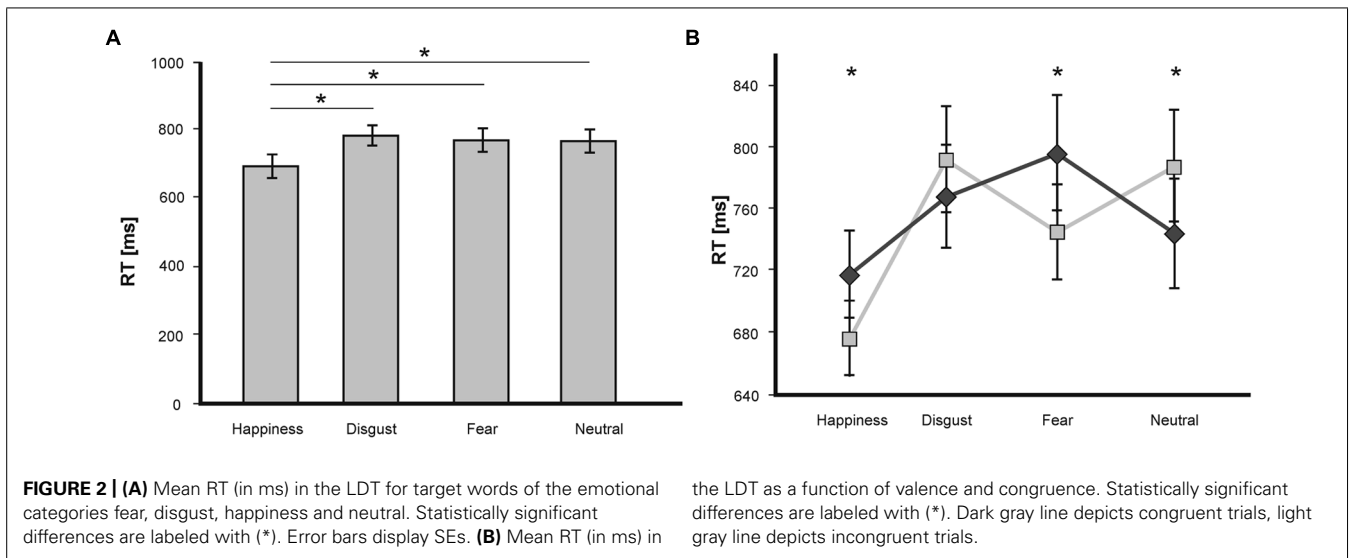 A
1000
800
600
400
200
0
RT [ms]
*
*
*
Happiness Disgust Fear Neutral
B
840
800
760
720
680
640
RT [ms]
* * *
Happiness Disgust Fear Neutral
FIGURE 2 | (A) Mean RT (in ms) in the LDT for target words of the emotional
categories fear, disgust, happiness and neutral. Statistically significant
differences are labeled with (*). Error bars display SEs. (B) Mean RT (in ms) in
the LDT as a function of valence and congruence. Statistically significant
differences are labeled with (*). Dark gray line depicts congruent trials, light
gray line depicts incongruent trials.